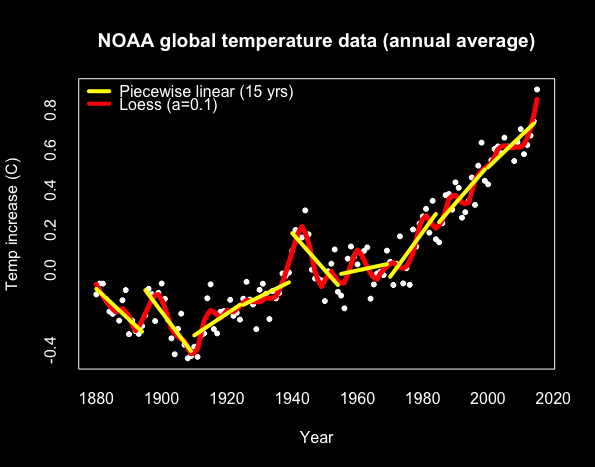 NOAA global temperature data (annual average)
Piecewise linear (15 yrs)
Loess (a=0.1)
Temp increase (C)
0.8
0.6
0.4
0.2
0.0
-0.4
1880 1900 1920 1940 1960 1980 2000 2020
Year